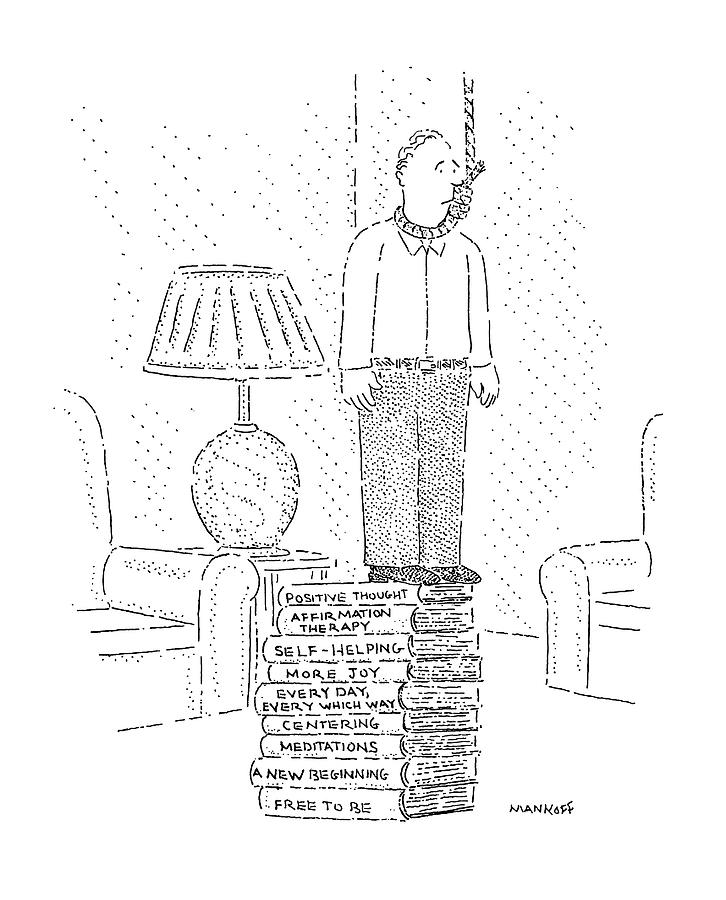 POSITIVE THOUGHT
AFFIRMATION
THERAPY
SELF-HELPING
MORE JOY
EVERY DAY,
EVERY WHICH WAY
CENTERING
MEDITATIONS
A NEW BEGINNING
FREE TO BE
MANKOFF